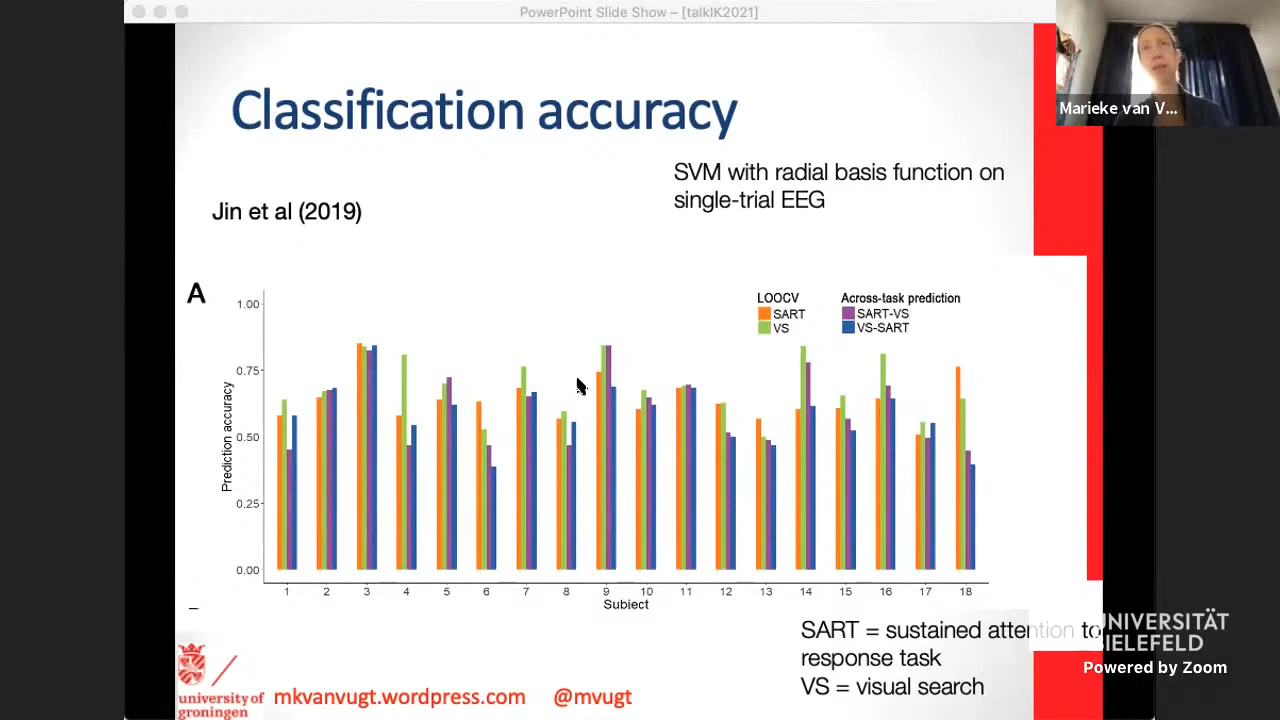 PowerPoint Slide Show – [talkIK2021]
Marieke van V...
Classification accuracy
SVM with radial basis function on
single-trial EEG
Jin et al (2019)
A
LOOCV
SART
VS
Across-task prediction
SART-VS
VS-SART
Prediction accuracy
1.00
0.75
0.50
0.25
0.00
1 2 3 4 5 6 7 8 9 10 11 12 13 14 15 16 17 18
Subject
SART = sustained attention to
response task
VS = visual search
UNIVERSITÄT
BIELEFELD
Powered by Zoom
university of
groningen
mkvanvugt.wordpress.com
@mvugt